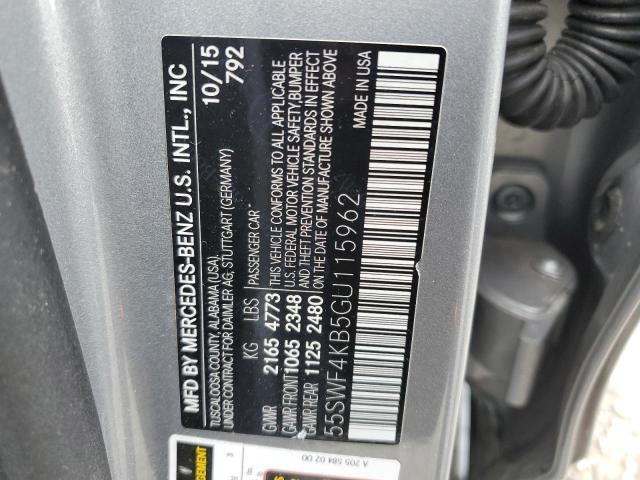 MFD BY MERCEDES-BENZ U.S. INTL., INC
TUSCALOOSA COUNTY, ALABAMA (USA),
UNDER CONTRACT FOR DAIMLER AG, STUTTGART (GERMANY)
10/15
792
KG LBS PASSENGER CAR
GVWR 2165 4773 THIS VEHICLE CONFORMS TO ALL APPLICABLE
GAWR FRONT 1065 2348 U.S. FEDERAL MOTOR VEHICLE SAFETY, BUMPER
GAWR REAR 1125 2480 AND THEFT PREVENTION STANDARDS IN EFFECT
ON THE DATE OF MANUFACTURE SHOWN ABOVE
55SWF4KB5GU115962
MADE IN USA
A 205 584 02 00